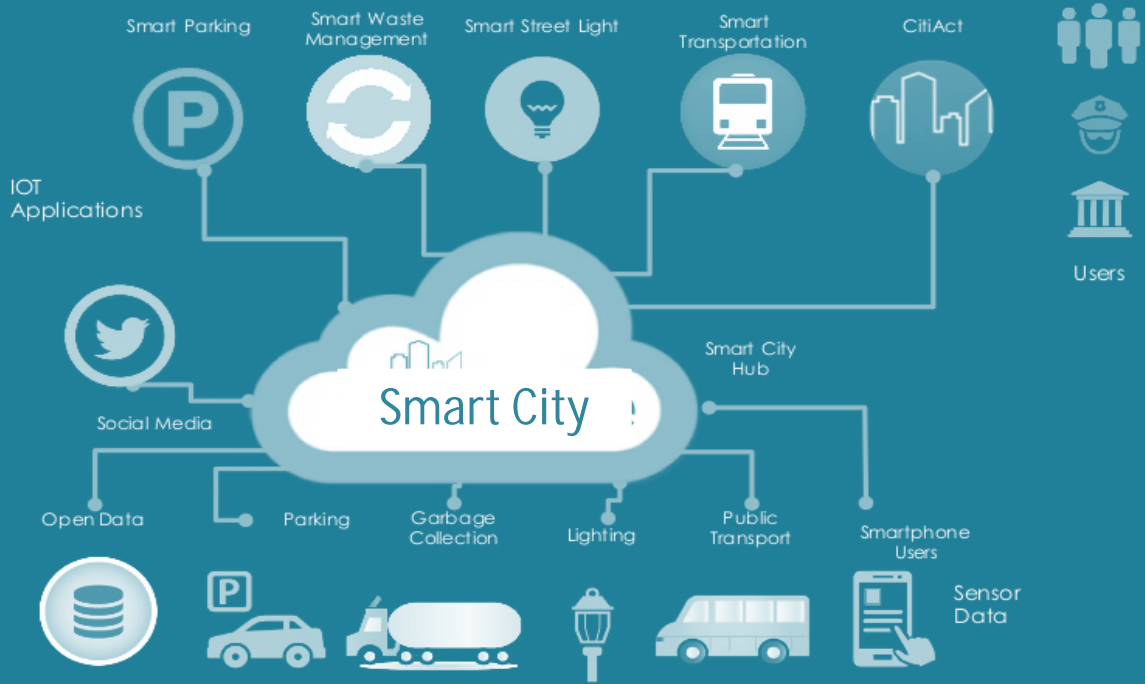 Smart Parking
Smart Waste
Management
Smart Street Light
Smart
Transportation
CitiAct
IOT
Applications
Users
Smart City
Hub
Smart City
Social Media
Open Data
Parking
Garbage
Collection
Lighting
Public
Transport
Smartphone
Users
Sensor
Data
P
P